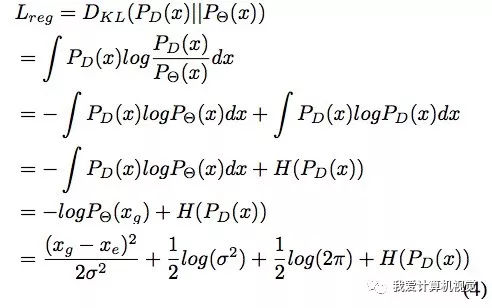 L_{reg} = D_{KL}(P_D(x)||P_Θ(x))
= ∫ P_D(x)log \frac{P_D(x)}{P_Θ(x)} dx
= − ∫ P_D(x)logP_Θ(x)dx + ∫ P_D(x)logP_D(x)dx
= − ∫ P_D(x)logP_Θ(x)dx + H(P_D(x))
= −logP_Θ(x_g) + H(P_D(x))
= \frac{(x_g − x_e)^2}{2σ^2} + \frac{1}{2}log(σ^2) + \frac{1}{2}log(2π) + H(P_D(x))
我爱计算机视觉
(4)